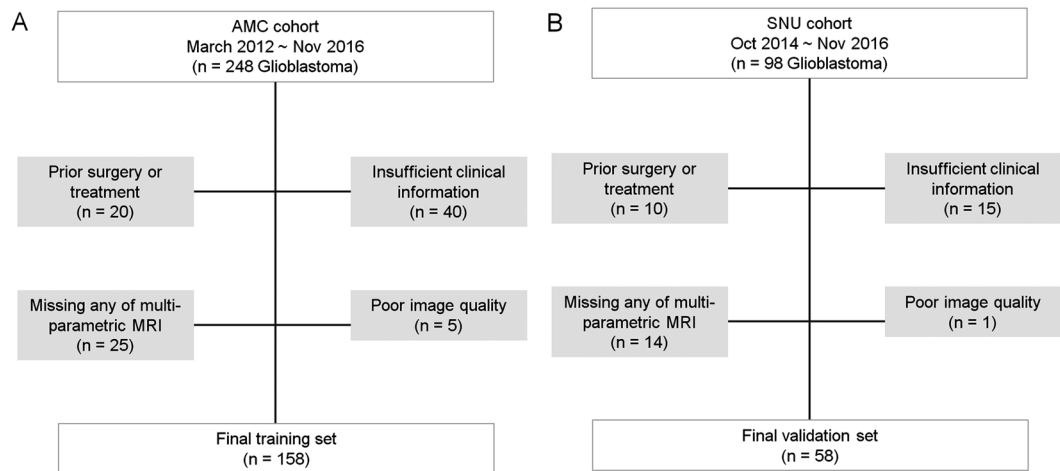 A
AMC cohort
March 2012 ~ Nov 2016
(n = 248 Glioblastoma)
Prior surgery or
treatment
(n = 20)
Insufficient clinical
information
(n = 40)
Missing any of multi-
parametric MRI
(n = 25)
Poor image quality
(n = 5)
Final training set
(n = 158)
B
SNU cohort
Oct 2014 ~ Nov 2016
(n = 98 Glioblastoma)
Prior surgery or
treatment
(n = 10)
Insufficient clinical
information
(n = 15)
Missing any of multi-
parametric MRI
(n = 14)
Poor image quality
(n = 1)
Final validation set
(n = 58)